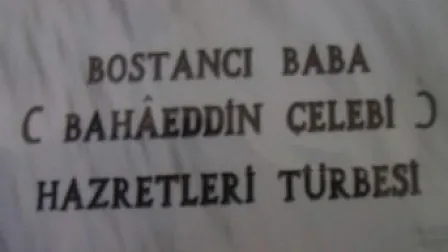 BOSTANCI BABA
( BAHÂEDDİN ÇELEBİ )
HAZRETLERİ TÜRBESİ